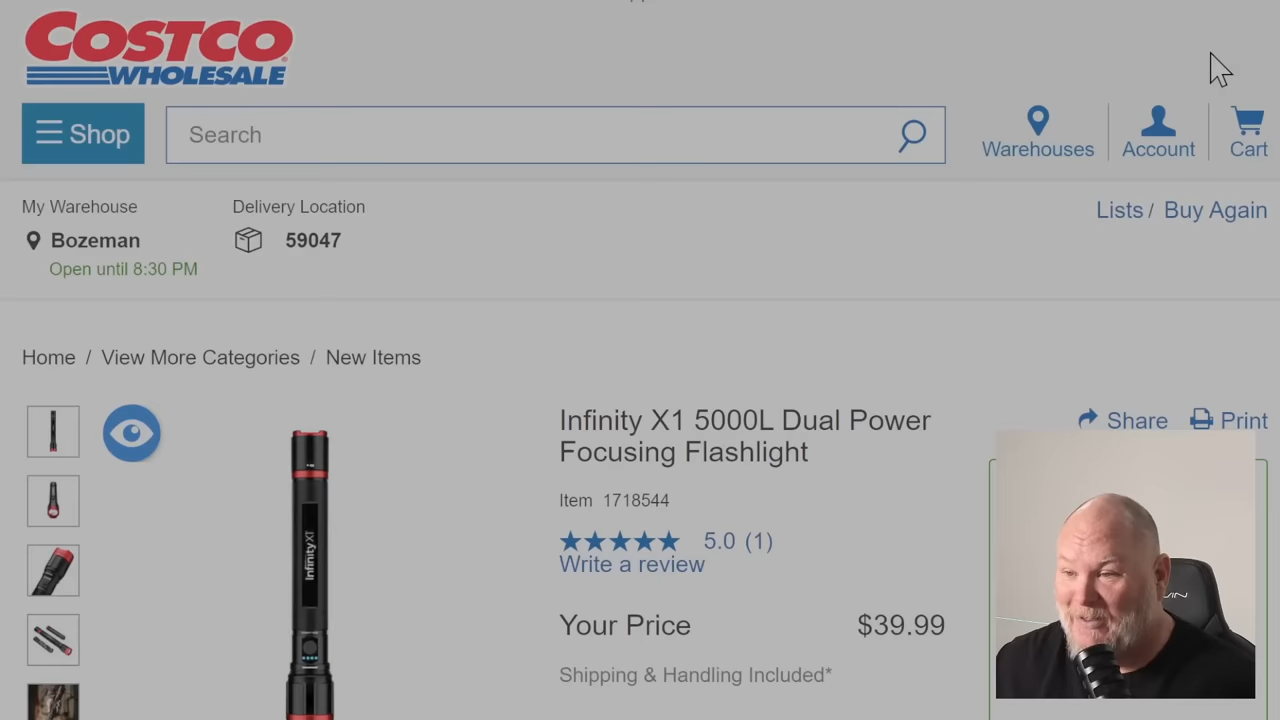 COSTCO
WHOLESALE
Shop
Search
Warehouses
Account
Cart
My Warehouse
Delivery Location
Lists / Buy Again
Bozeman
59047
Open until 8:30 PM
Home / View More Categories / New Items
Infinity X1 5000L Dual Power
Focusing Flashlight
Share
Print
Item 1718544
5.0 (1)
Write a review
Infinity X1
Your Price $39.99
Shipping & Handling Included*